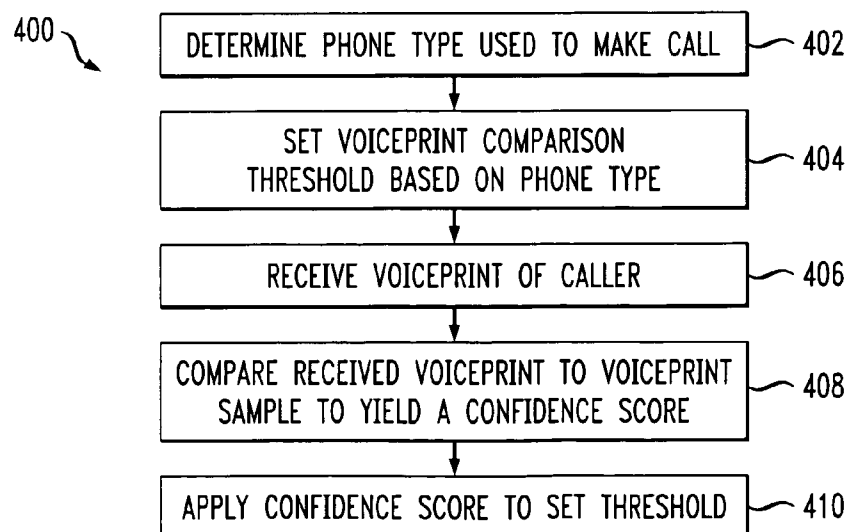 400
DETERMINE PHONE TYPE USED TO MAKE CALL
402
SET VOICEPRINT COMPARISON
THRESHOLD BASED ON PHONE TYPE
404
RECEIVE VOICEPRINT OF CALLER
406
COMPARE RECEIVED VOICEPRINT TO VOICEPRINT
SAMPLE TO YIELD A CONFIDENCE SCORE
408
APPLY CONFIDENCE SCORE TO SET THRESHOLD
410